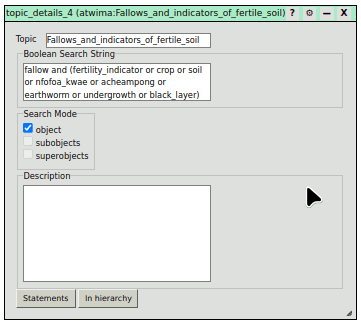 topic_details_4 (atwima:Fallows_and_indicators_of_fertile_soil) ? X
Topic Fallows_and_indicators_of_fertile_soil
Boolean Search String
fallow and (fertility_indicator or crop or soil
or nfofoa_kwae or acheampong or
earthworm or undergrowth or black_layer)
Search Mode
object
subobjects
superobjects
Description
Statements In hierarchy